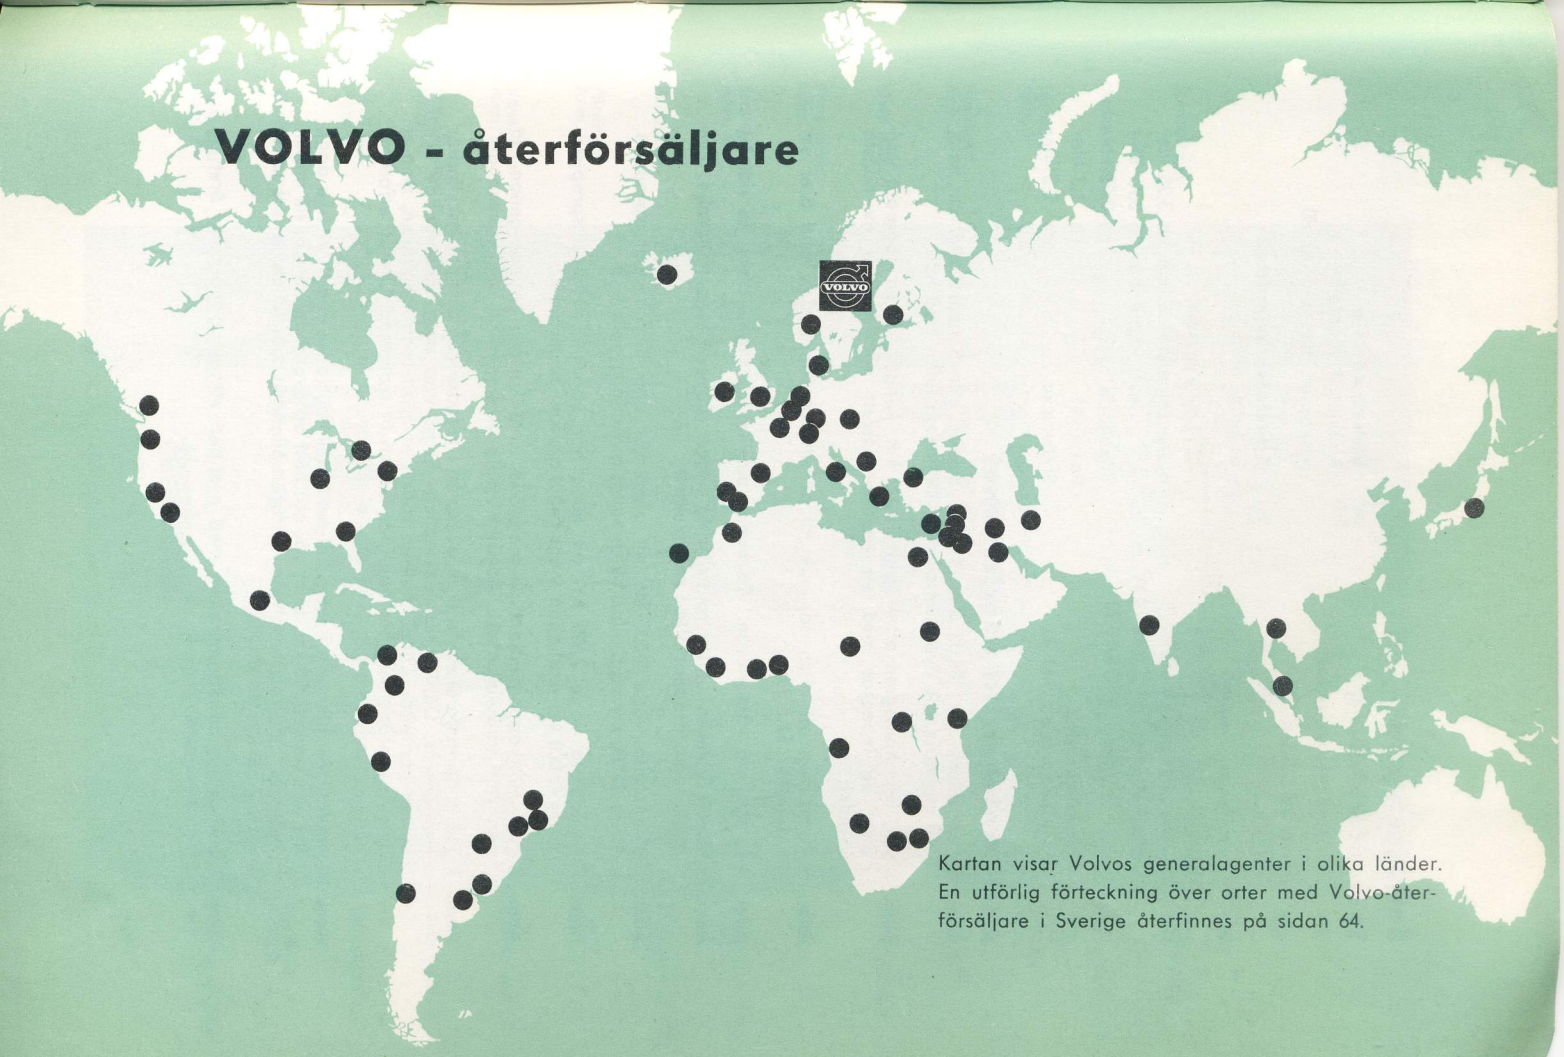 VOLVO - återförsäljare
VOLVO
Kartan visar Volvos generalagenter i olika länder.
En utförlig förteckning över orter med Volvo-åter-
försäljare i Sverige återfinnes på sidan 64.